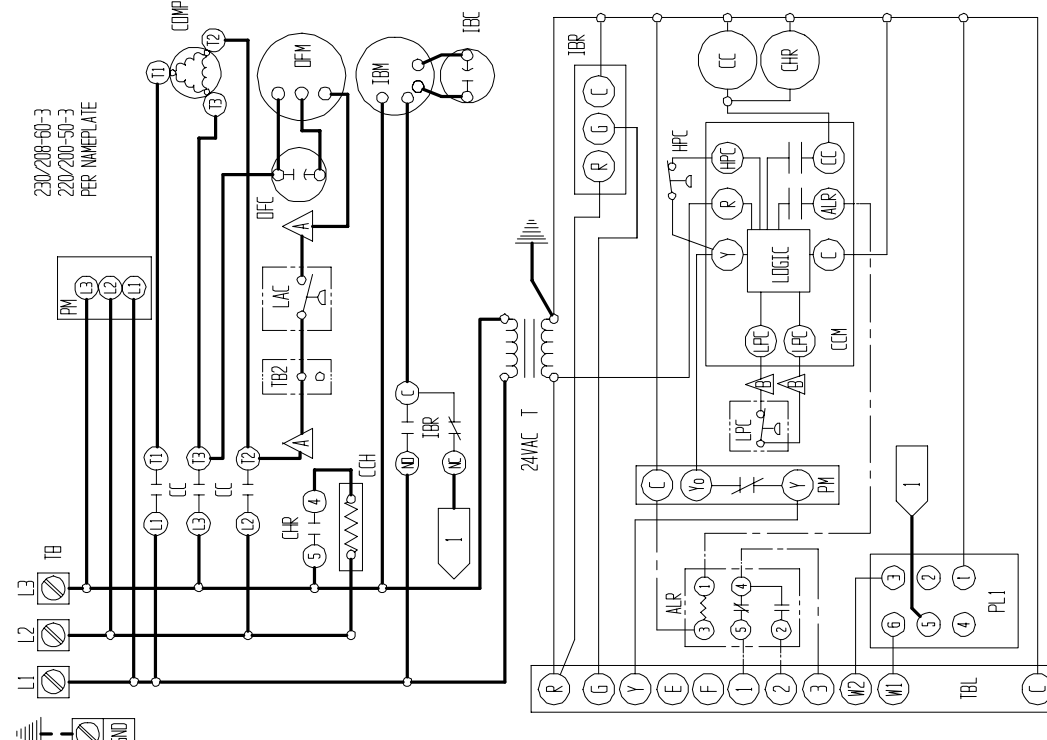 230/208-60-3
220/200-50-3
PER NAMEPLATE
COMP
T1
T2
T3
DFM
DFC
IBM
IBC
PM
L3
L2
L1
A
LAC
TB2
A
T1
T3
T2
CC
CC
L1
L3
L2
CHR
4
5
CCH
C
IBR
NO
NC
1
TB
L3
L2
L1
GND
24VAC T
IBR
C
G
R
CC
CHR
HPC
HPC
R
Y
CC
ALR
C
LOGIC
LPC
LPC
CCM
B
B
LPC
C
Yo
Y
PM
1
ALR
1
4
3
5
2
3
2
1
6
5
4
PL1
R
G
Y
E
F
1
2
3
W2
W1
TBL
C